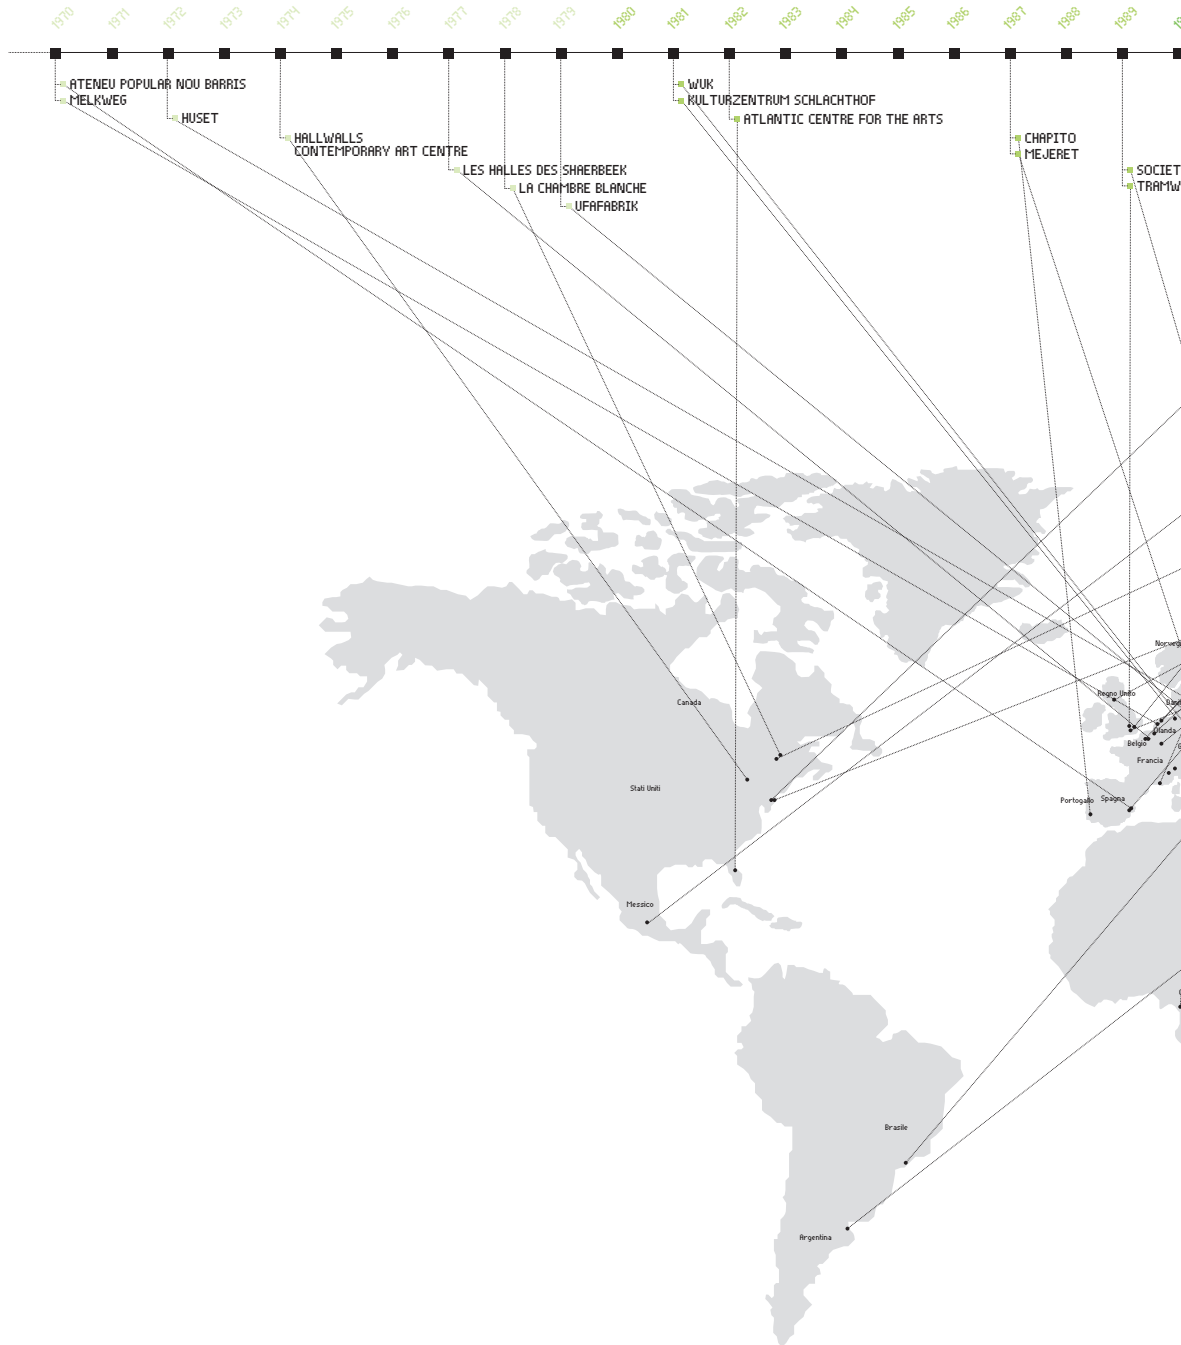 1970 1971 1972 1973 1974 1975 1976 1977 1978 1979 1980 1981 1982 1983 1984 1985 1986 1987 1988 1989
ATENEU POPULAR NOU BARRIS
MELKWEG
HUSET
HALLWALLS
CONTEMPORARY ART CENTRE
LES HALLES DES SHAERBEEK
LA CHAMBRE BLANCHE
UFAFABRIK
WUK
KULTURZENTRUM SCHLACHTHOF
ATLANTIC CENTRE FOR THE ARTS
CHAPITO
MEJERET
SOCIET
TRAMW
Norvegi
Regno Unito
Canada
Olanda
Belgio
Francia
Stati Uniti
Portogallo
Spagna
Messico
Brasile
Argentina